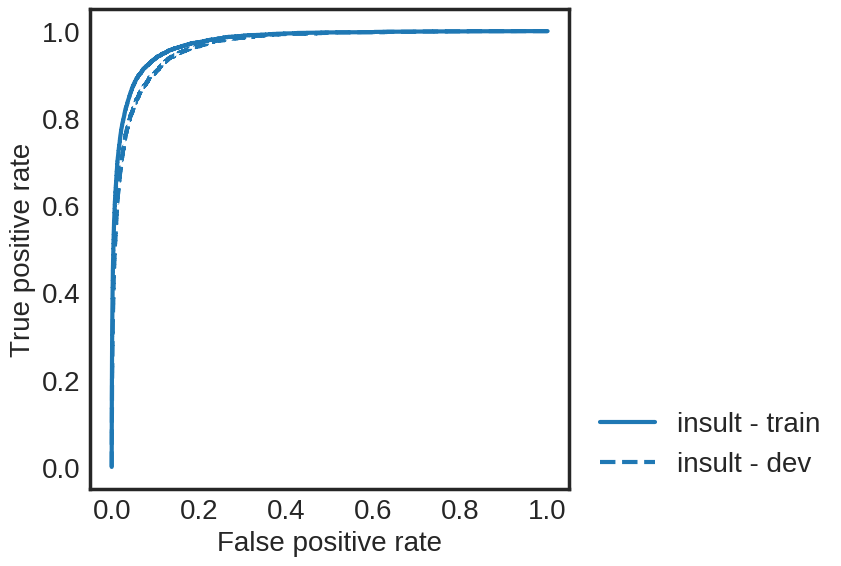 1.0
0.8
0.6
0.4
0.2
0.0
True positive rate
0.0 0.2 0.4 0.6 0.8 1.0
False positive rate
insult - train
insult - dev